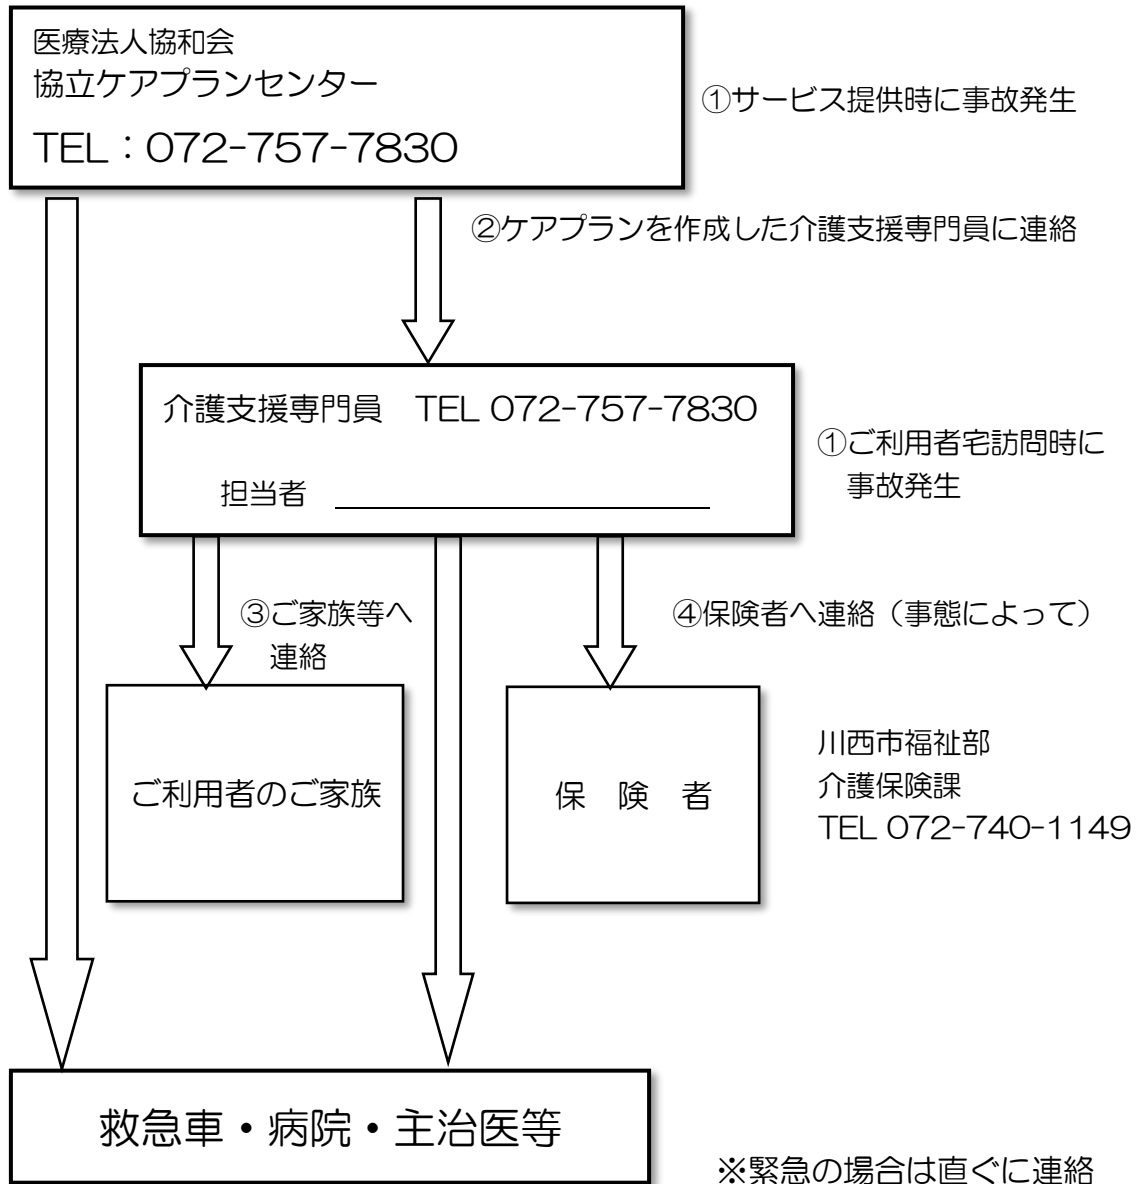 医療法人協和会
協立ケアプランセンター
TEL：072-757-7830
①サービス提供時に事故発生
②ケアプランを作成した介護支援専門員に連絡
介護支援専門員　TEL 072-757-7830
担当者
①ご利用者宅訪問時に
事故発生
③ご家族等へ
連絡
④保険者へ連絡（事態によって）
ご利用者のご家族
保　険　者
川西市福祉部
介護保険課
TEL 072-740-1149
救急車・病院・主治医等
※緊急の場合は直ぐに連絡